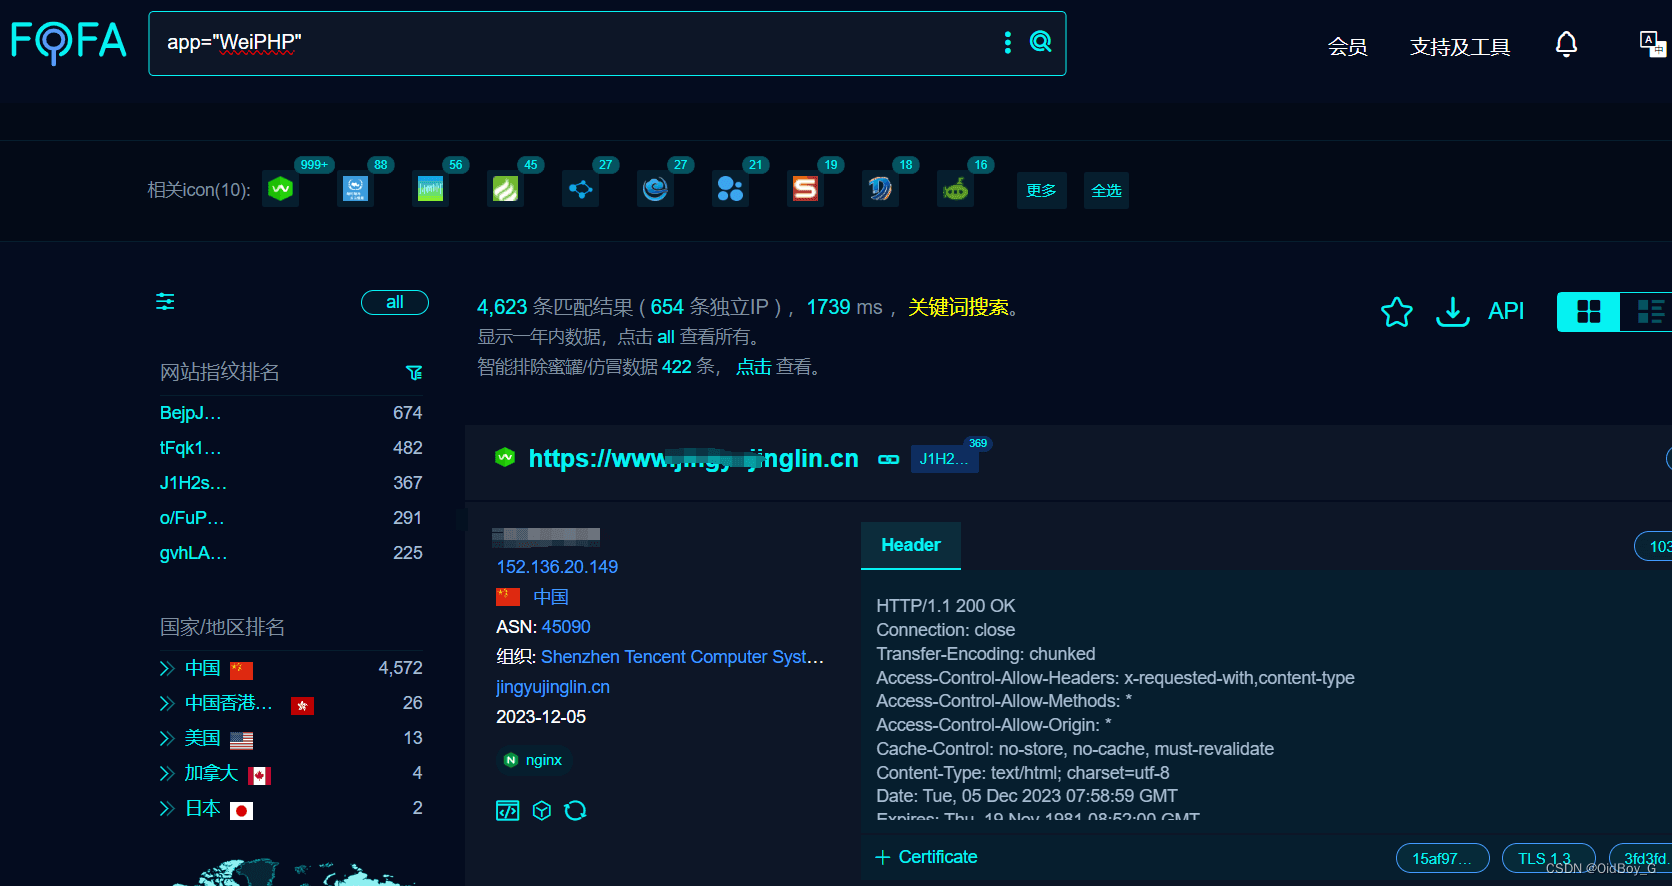 FOFA
app="WeiPHP"
会员
支持及工具
相关icon(10):
999+
88
56
45
27
27
21
19
18
16
更多
全选
all
4,623 条匹配结果 ( 654 条独立IP ) ，1739 ms ，关键词搜索。
显示一年内数据，点击 all 查看所有。
智能排除蜜罐/仿冒数据 422 条， 点击 查看。
API
网站指纹排名
BejpJ... 674
tFqk1... 482
J1H2s... 367
o/FuP... 291
gvhLA... 225
国家/地区排名
中国 4,572
中国香港... 26
美国 13
加拿大 4
日本 2
https://www.jingyujinglin.cn
J1H2...
369
152.136.20.149
中国
ASN: 45090
组织: Shenzhen Tencent Computer Syst...
jingyujinglin.cn
2023-12-05
nginx
Header
103
HTTP/1.1 200 OK
Connection: close
Transfer-Encoding: chunked
Access-Control-Allow-Headers: x-requested-with,content-type
Access-Control-Allow-Methods: *
Access-Control-Allow-Origin: *
Cache-Control: no-store, no-cache, must-revalidate
Content-Type: text/html; charset=utf-8
Date: Tue, 05 Dec 2023 07:58:59 GMT
Expires: Thu, 19 Nov 1981 08:52:00 GMT
+ Certificate
15af97...
TLS 1.3
3fd3fd.
CSDN @OidBoy_G